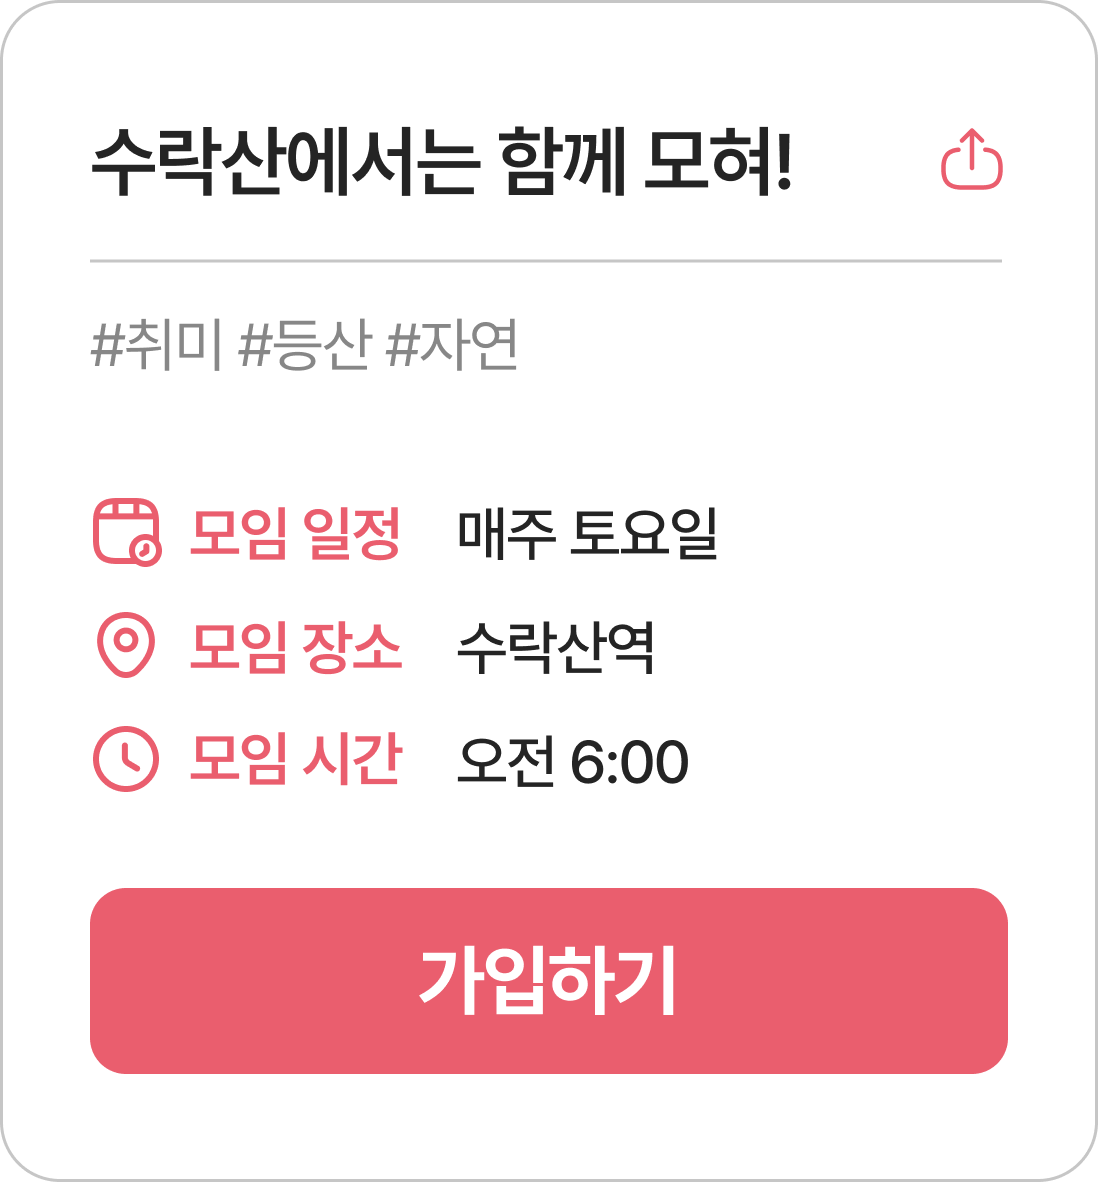 수락산에서는 함께 모혀!
#취미 #등산 #자연
모임 일정 매주 토요일
모임 장소 수락산역
모임 시간 오전 6:00
가입하기